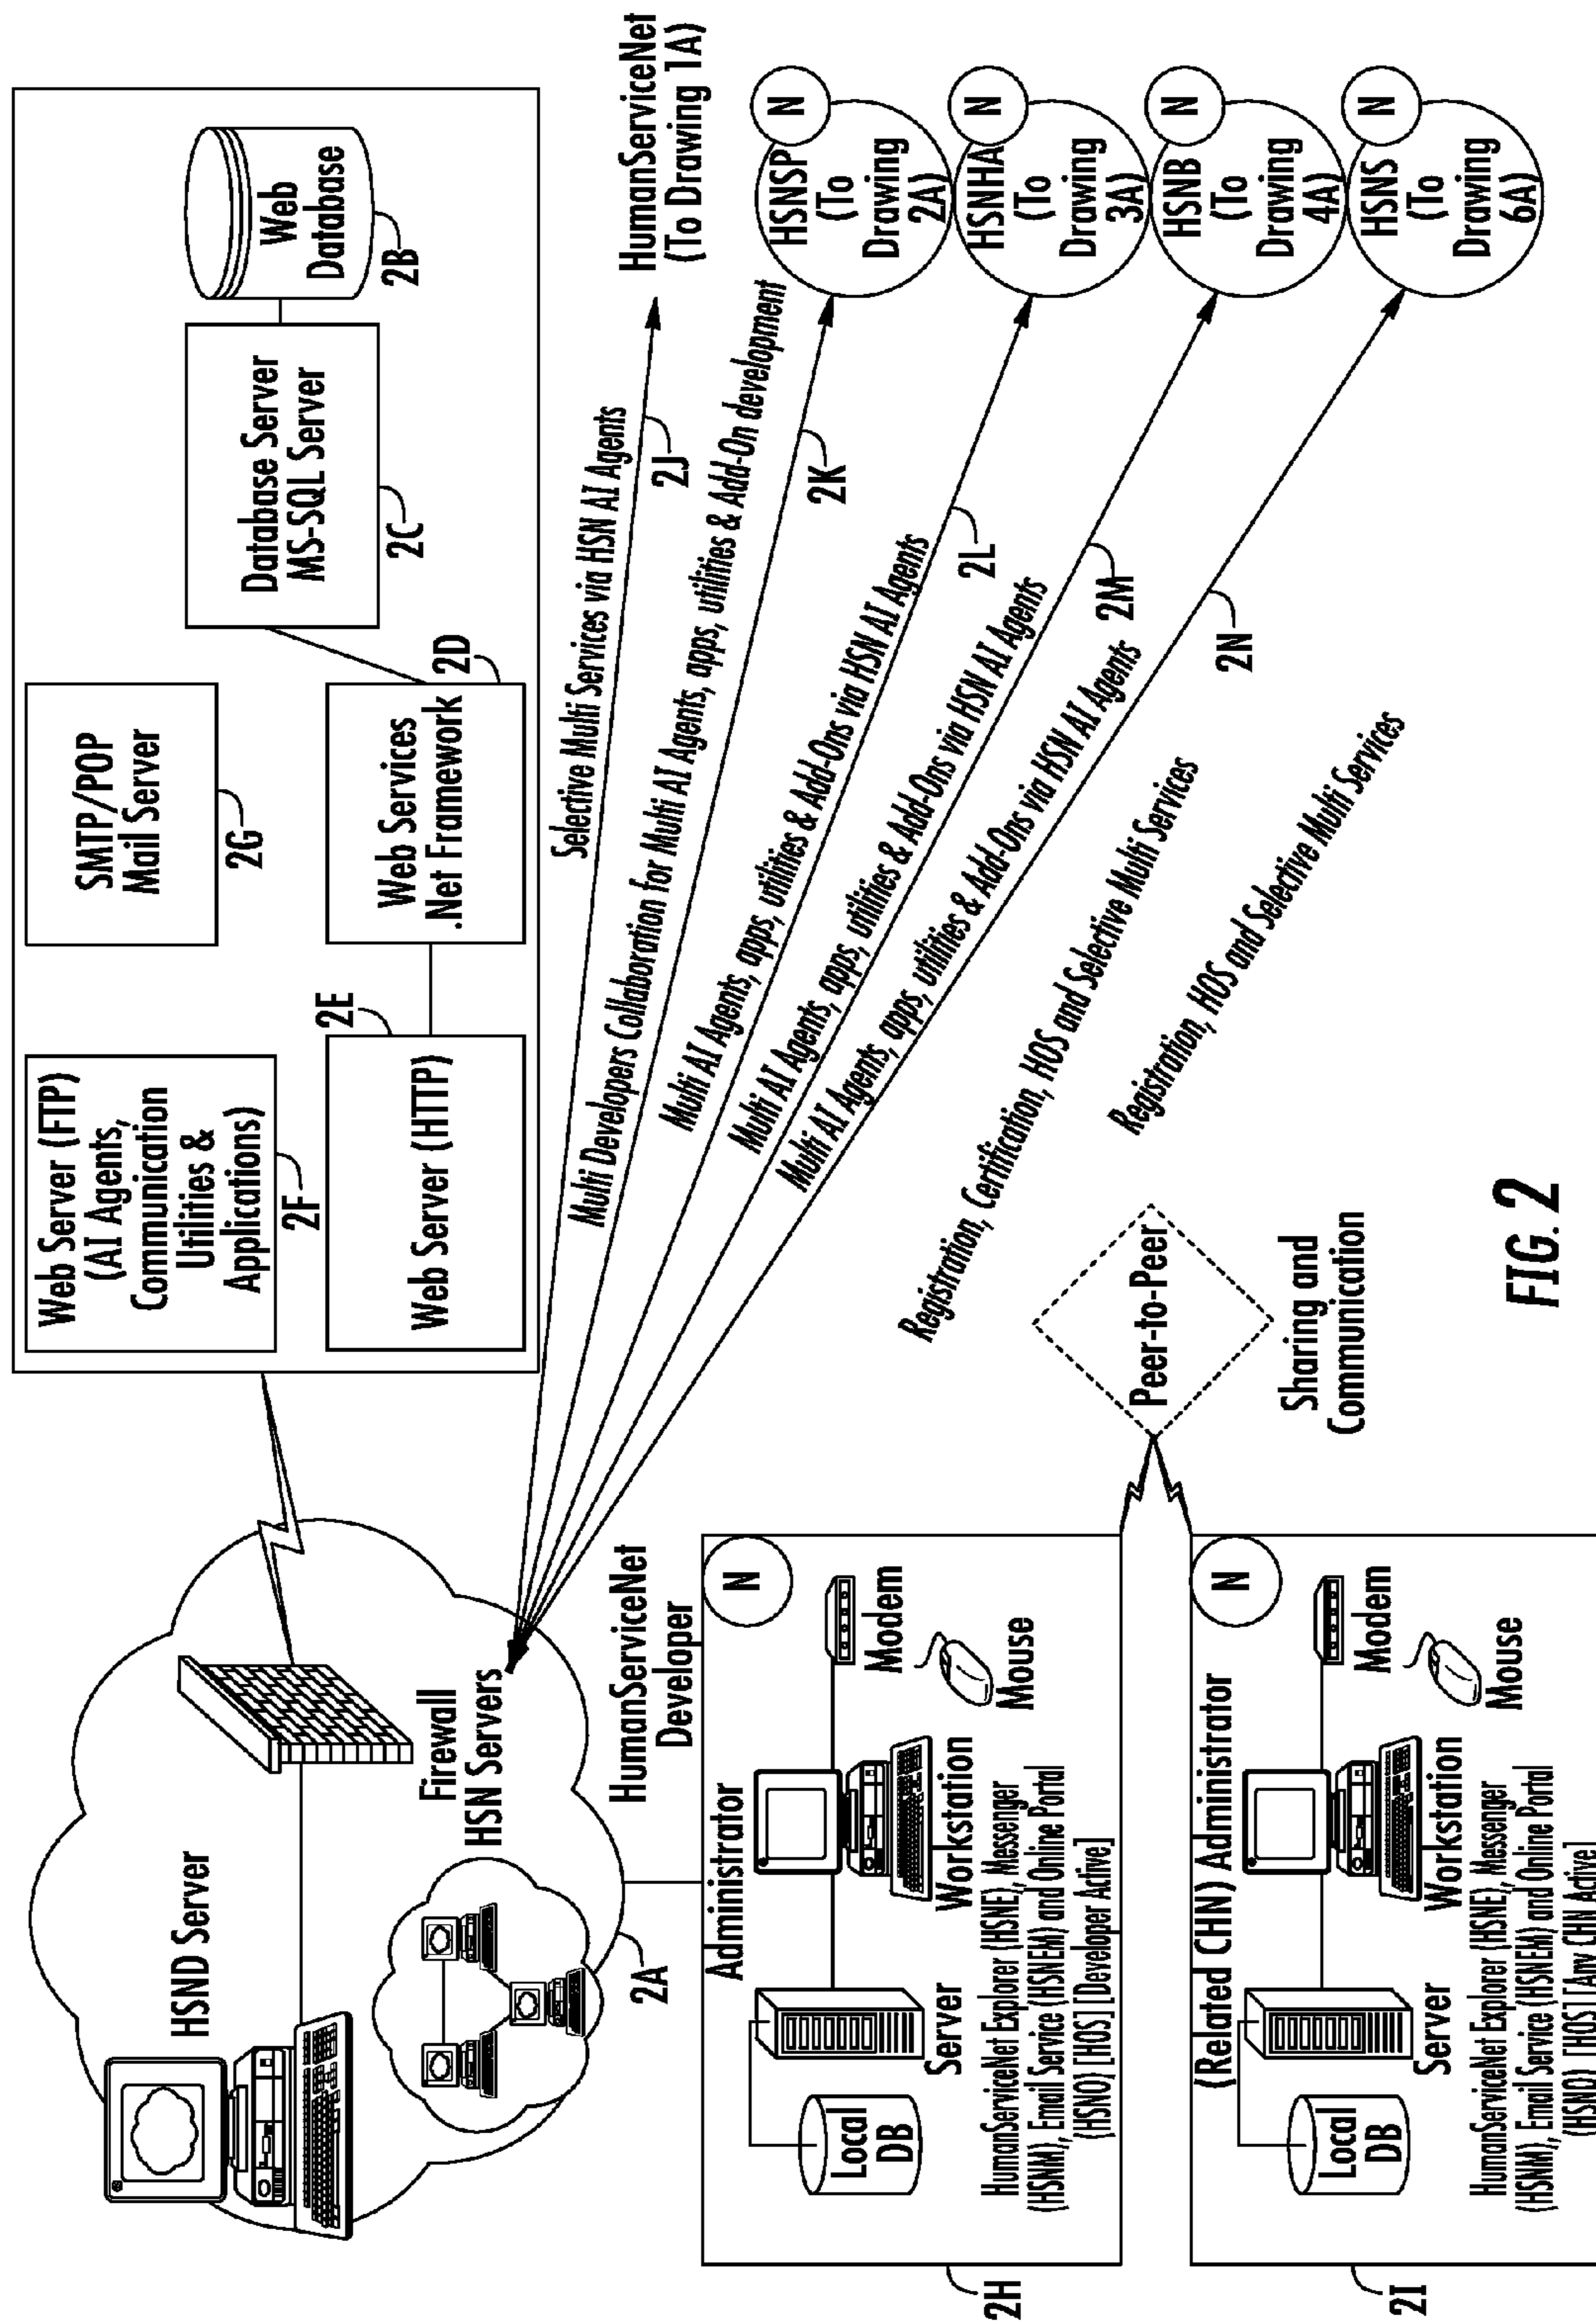 HSND Server
Firewall
HSN Servers
2A
Web Server (FTP)
(AI Agents,
Communication
Utilities &
Applications)
2F
SMTP/POP
Mail Server
2G
Web Server (HTTP)
2E
Web Services
.Net Framework
2D
Database Server
MS-SQL Server
2C
Web
Database
2B
HumanServiceNet
Developer
Administrator
N
Local
DB
Server
Workstation
Modem
Mouse
HumanServiceNet Explorer (HSNE), Messenger
(HSNM), Email Service (HSNEM) and Online Portal
(HSNO) [HOS] [Developer Active]
2H
(Related CHN) Administrator
N
Local
DB
Server
Workstation
Modem
Mouse
HumanServiceNet Explorer (HSNE), Messenger
(HSNM), Email Service (HSNEM) and Online Portal
(HSNO) [HOS] [Any CHN Active]
2I
Peer-to-Peer
Sharing and
Communication
Selective Multi Services via HSN AI Agents
2J
Multi Developers Collaboration for Multi AI Agents, apps, utilities & Add-On development
2K
Multi AI Agents, apps, utilities & Add-Ons via HSN AI Agents
2L
Multi AI Agents, apps, utilities & Add-Ons via HSN AI Agents
2M
Multi AI Agents, apps, utilities & Add-Ons via HSN AI Agents
2N
Registration, Certification, HOS and Selective Multi Services
Registration, HOS and Selective Multi Services
HumanServiceNet
(To Drawing 1A)
HSNSP
(To
Drawing
2A)
N
HSNHA
(To
Drawing
3A)
N
HSNB
(To
Drawing
4A)
N
HSNS
(To
Drawing
6A)
N
FIG. 2